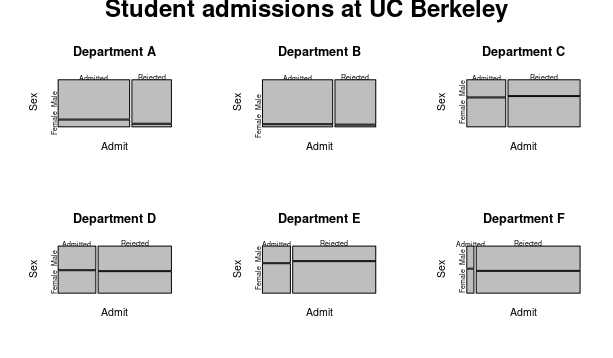 Student admissions at UC Berkeley
Department A
Admitted Rejected
Sex
Female Male
Admit
Department B
Admitted Rejected
Sex
Female Male
Admit
Department C
Admitted Rejected
Sex
Female Male
Admit
Department D
Admitted Rejected
Sex
Female Male
Admit
Department E
Admitted Rejected
Sex
Female Male
Admit
Department F
Admitted Rejected
Sex
Female Male
Admit